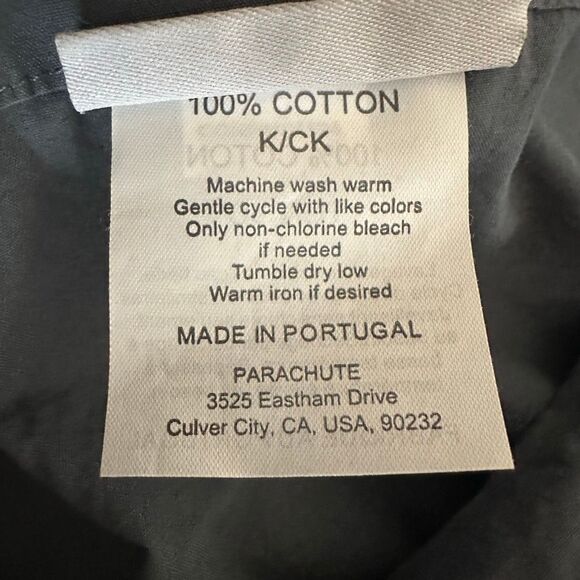 100% COTTON
K/CK
Machine wash warm
Gentle cycle with like colors
Only non-chlorine bleach
if needed
Tumble dry low
Warm iron if desired
MADE IN PORTUGAL
PARACHUTE
3525 Eastham Drive
Culver City, CA, USA, 90232